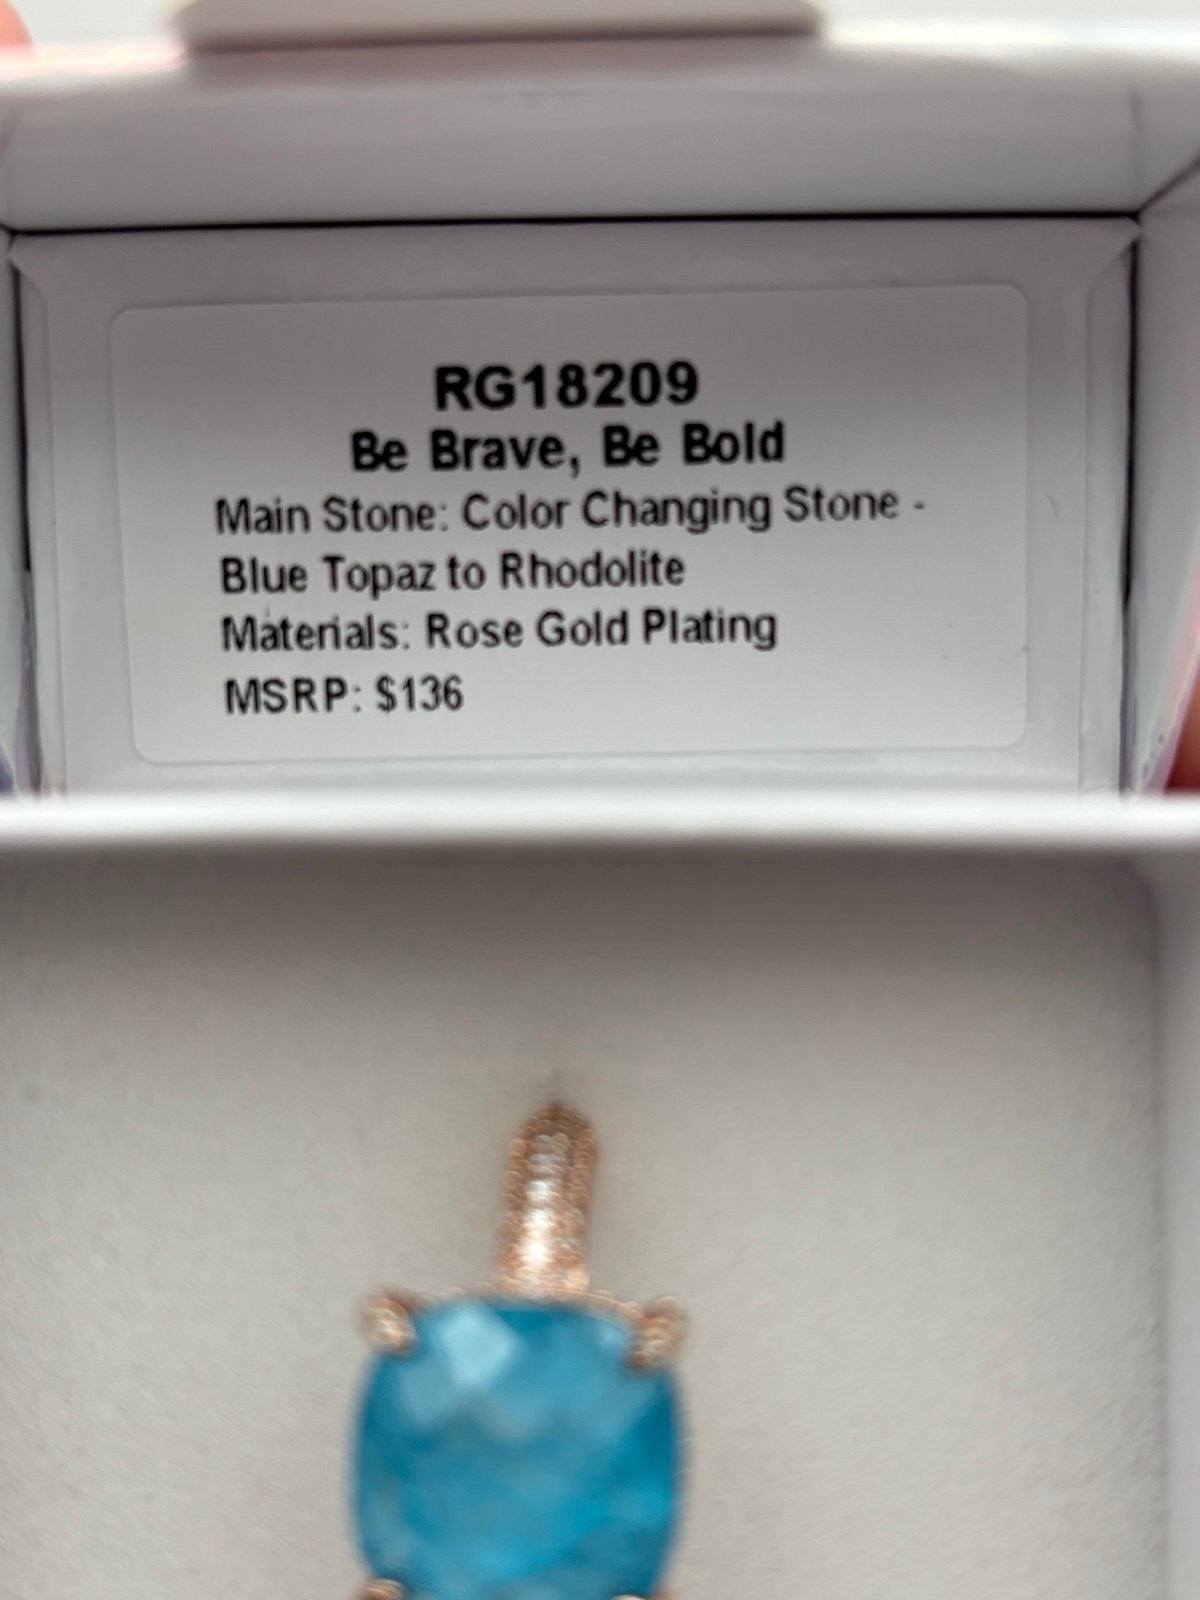 RG18209
Be Brave, Be Bold
Main Stone: Color Changing Stone -
Blue Topaz to Rhodolite
Materials: Rose Gold Plating
MSRP: $136